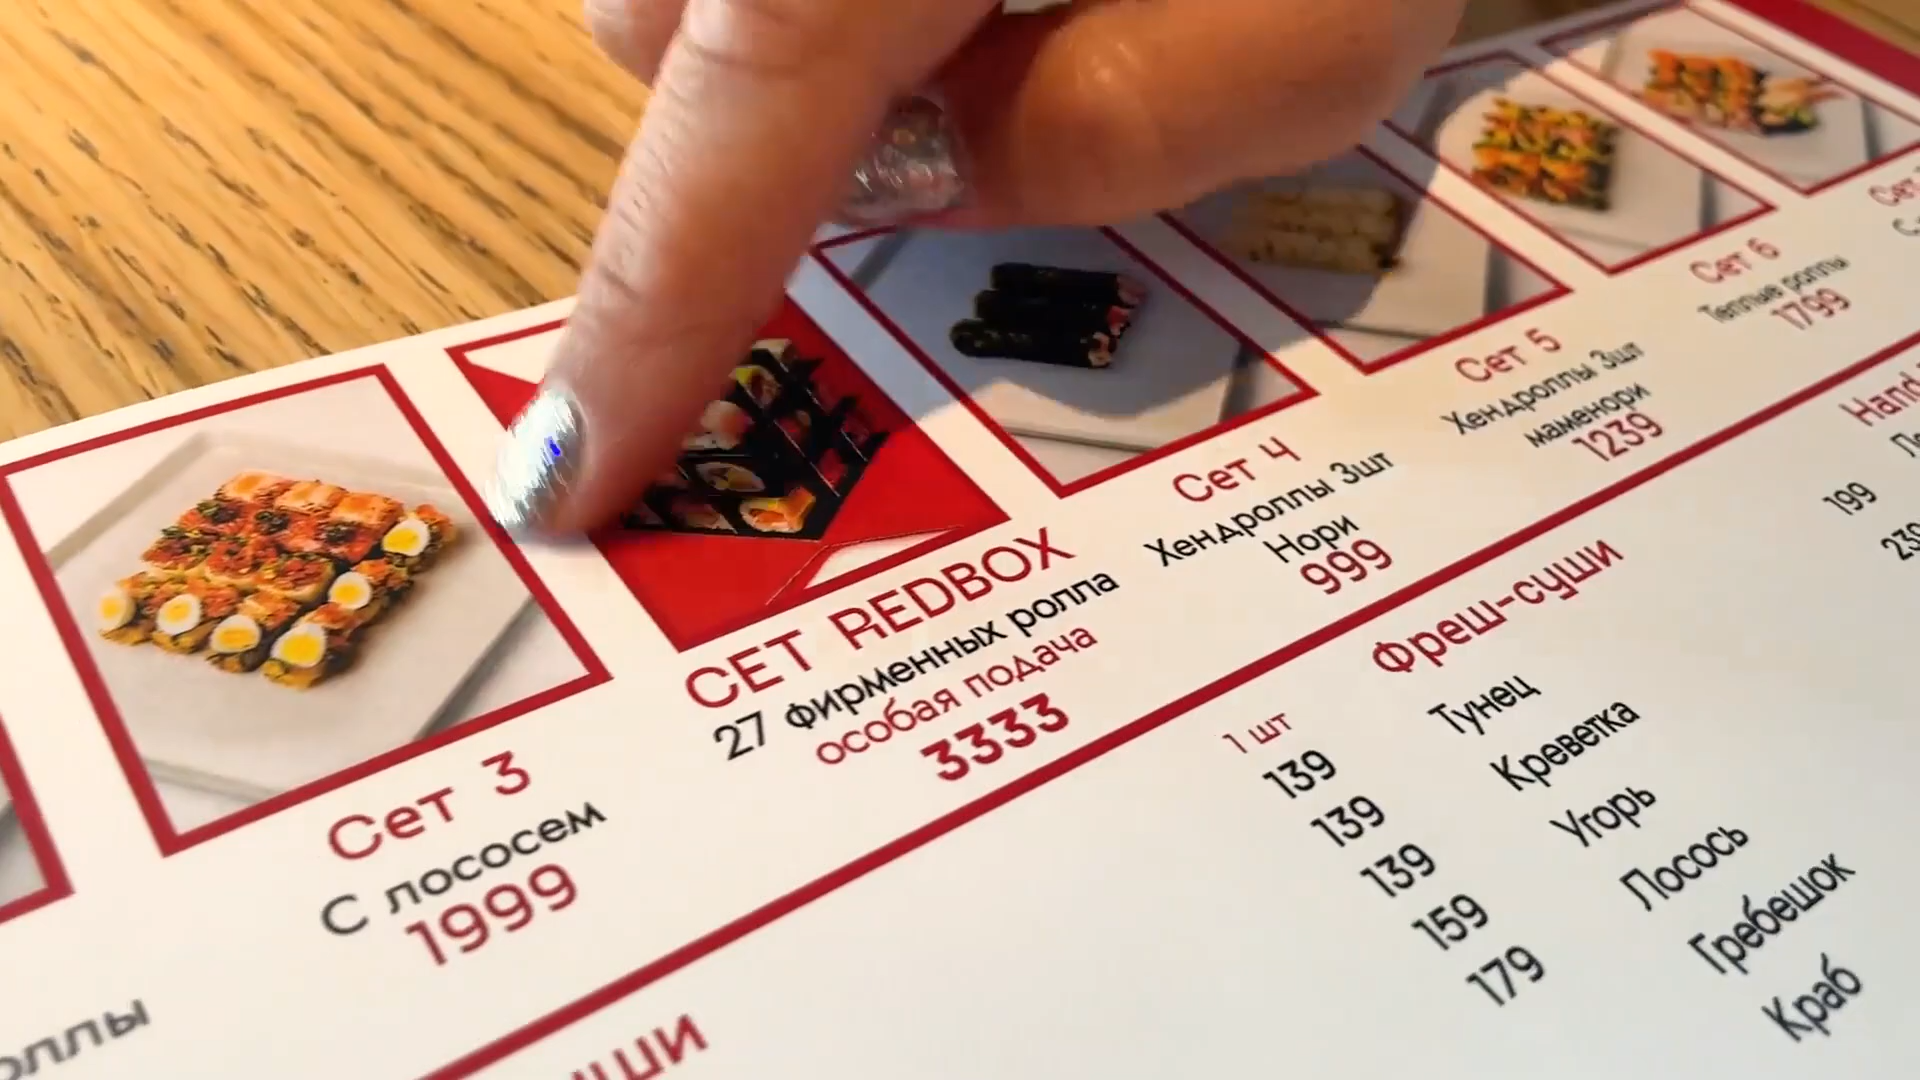 Сет 3
С лососем
1999
СЕТ REDBOX
27 фирменных ролла
особая подача
3333
Сет 4
Хендроллы 3шт
Нори
999
Сет 5
Хендроллы 3шт
маменори
1239
Сет 6
Теплые роллы
1799
Фреш-суши
1 шт
139
Тунец
139
Креветка
139
Угорь
159
Лосось
179
Гребешок
Краб
Hand
199